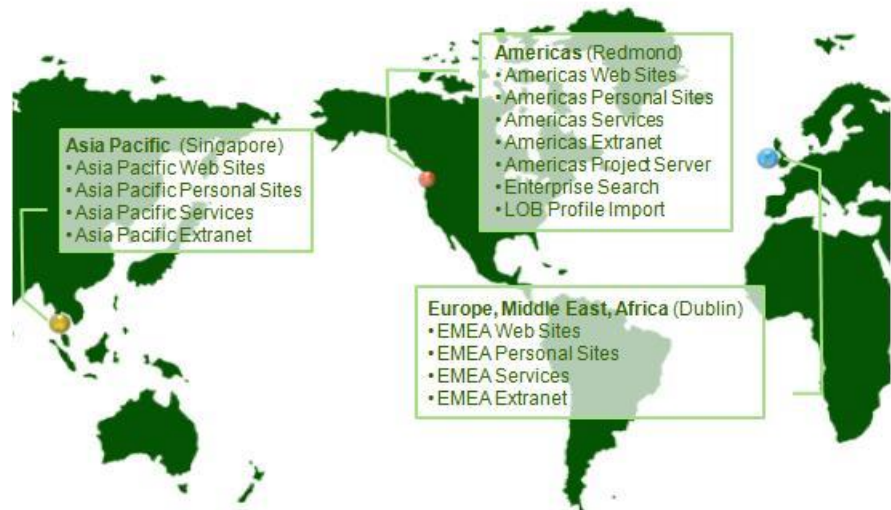 Asia Pacific (Singapore)
• Asia Pacific Web Sites
• Asia Pacific Personal Sites
• Asia Pacific Services
• Asia Pacific Extranet
Americas (Redmond)
• Americas Web Sites
• Americas Personal Sites
• Americas Services
• Americas Extranet
• Americas Project Server
• Enterprise Search
• LOB Profile Import
Europe, Middle East, Africa (Dublin)
• EMEA Web Sites
• EMEA Personal Sites
• EMEA Services
• EMEA Extranet